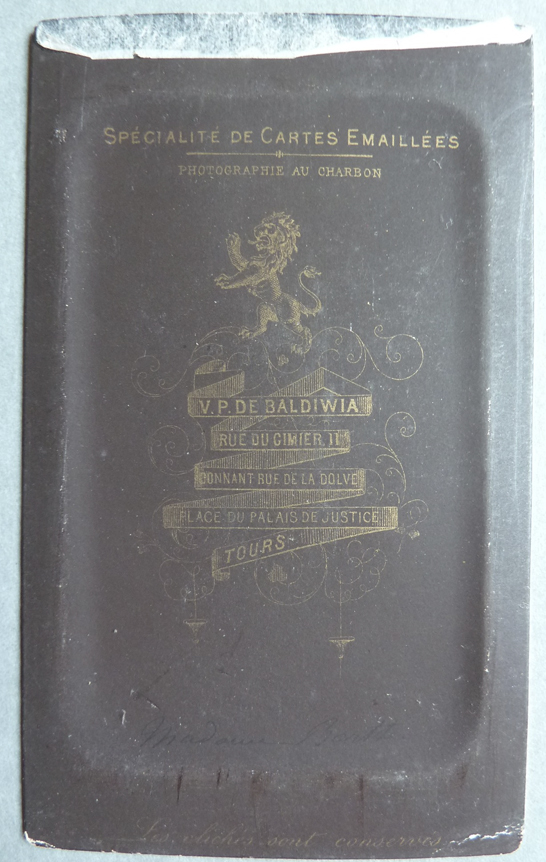 SPÉCIALITÉ DE CARTES EMAILLÉES
PHOTOGRAPHIE AU CHARBON
V.P. DE BALDIWIA
RUE DU CIMIER, 11
DONNANT RUE DE LA DOLVE
PLACE DU PALAIS DE JUSTICE
TOURS
Madame
Les clichés sont conservés